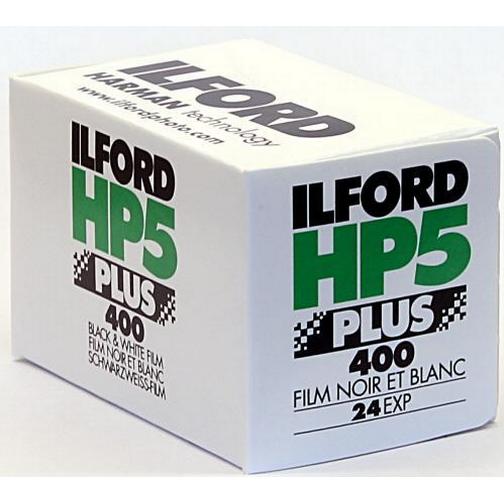 ILFORD
HARMAN technology
www.ilfordphoto.com
ILFORD
HP5
PLUS
400
BLACK & WHITE FILM
FILM NOIR ET BLANC
SCHWARZWEISS-FILM
ILFORD
HP5
PLUS
400
FILM NOIR ET BLANC
24 EXP